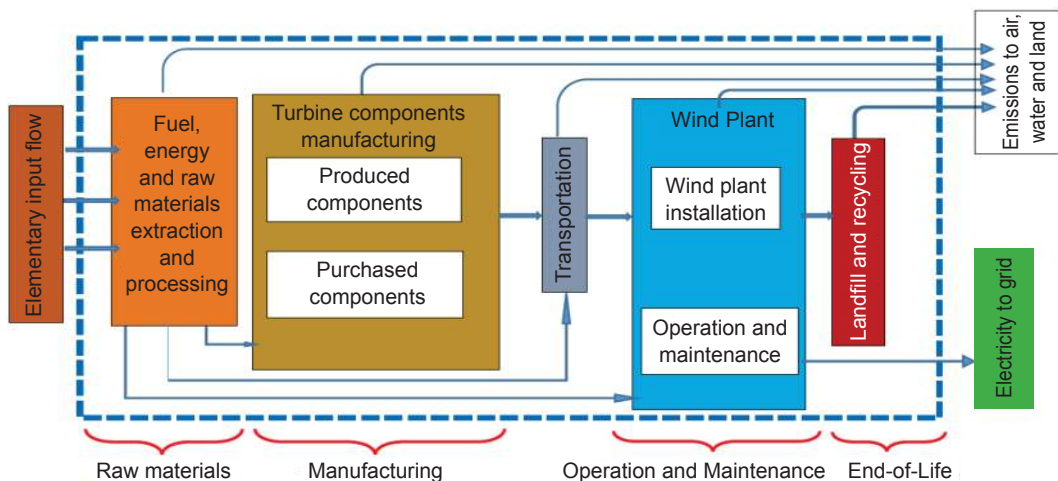 Elementary input flow
Fuel,
energy
and raw
materials
extraction
and
processing
Turbine components
manufacturing
Produced
components
Purchased
components
Transportation
Wind Plant
Wind plant
installation
Operation and
maintenance
Landfill and recycling
Emissions to air,
water and land
Electricity to grid
Raw materials
Manufacturing
Operation and Maintenance
End-of-Life